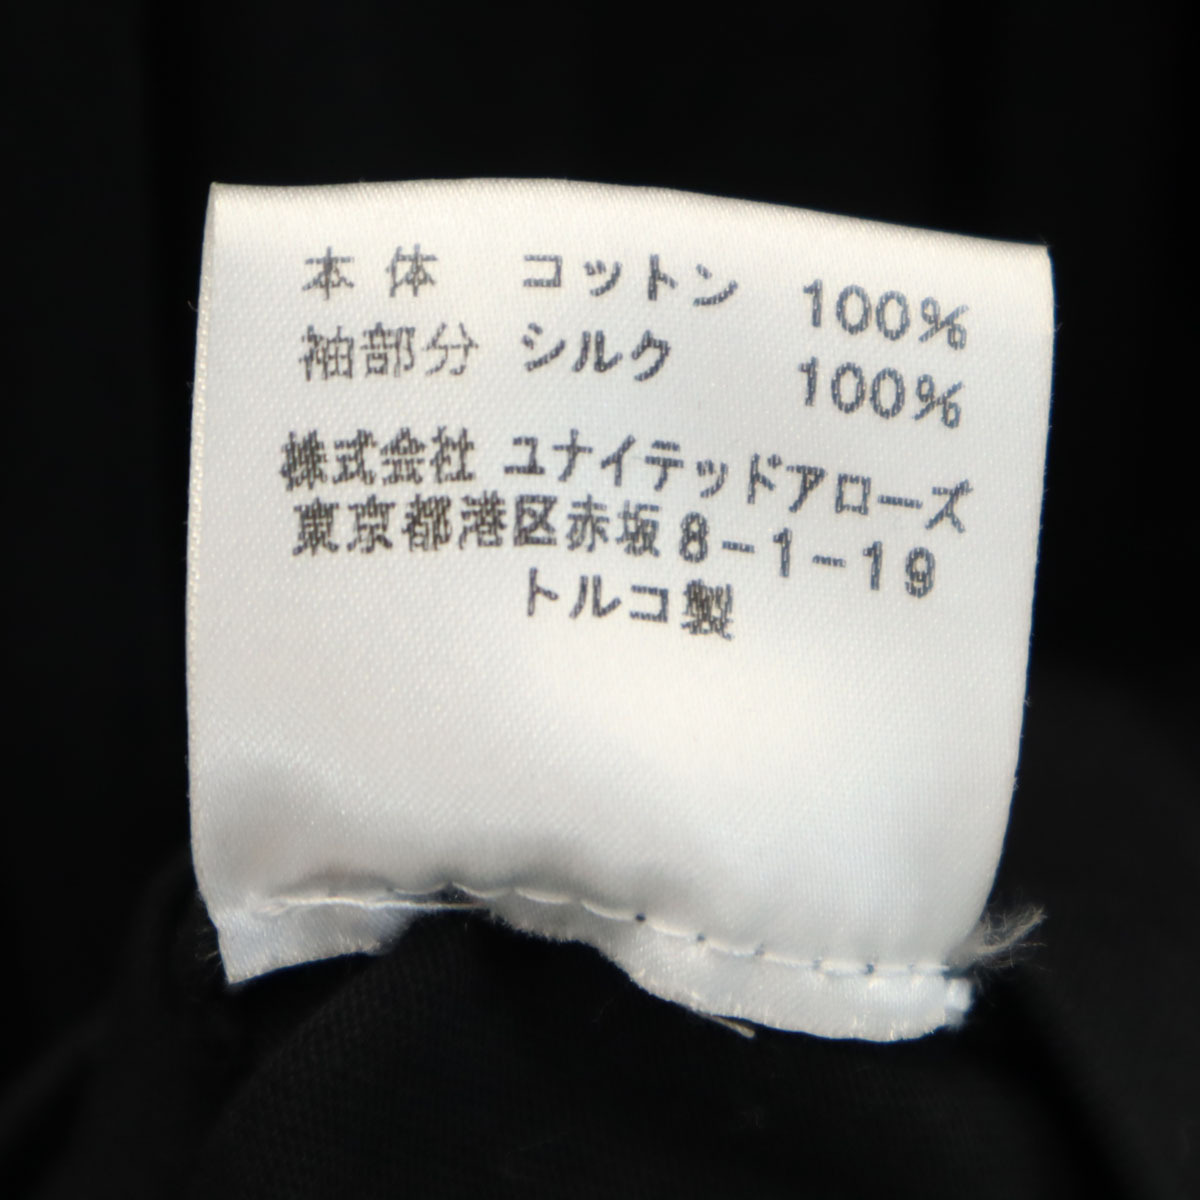 本体 コットン 100%
袖部分 シルク 100%
株式会社 ユナイテッドアローズ
東京都港区赤坂8-1-19
トルコ製